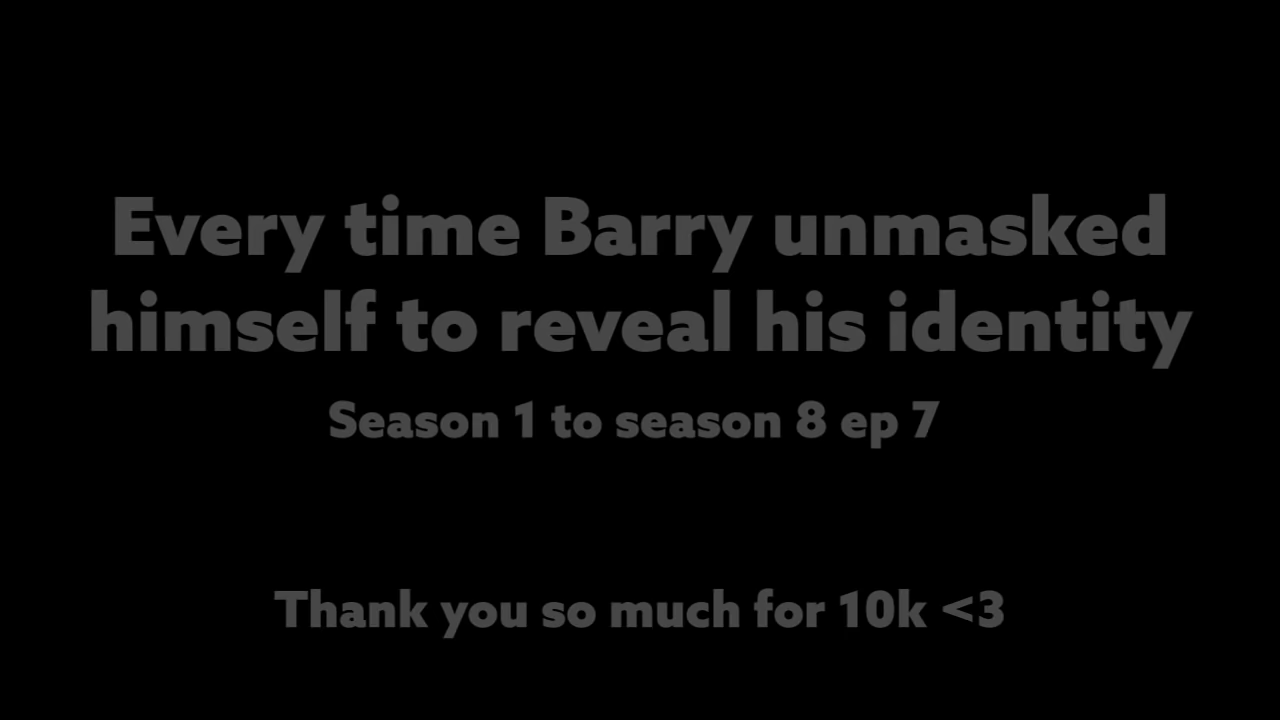 Every time Barry unmasked
himself to reveal his identity
Season 1 to season 8 ep 7
Thank you so much for 10k <3